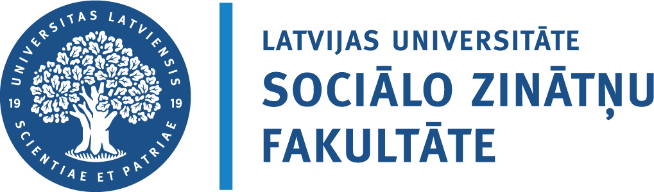 UNIVERSITAS LATVIENSIS
19 19
SCIENTIAE ET PATRIAE
LATVIJAS UNIVERSITĀTE
SOCIĀLO ZINĀTŅU
FAKULTĀTE